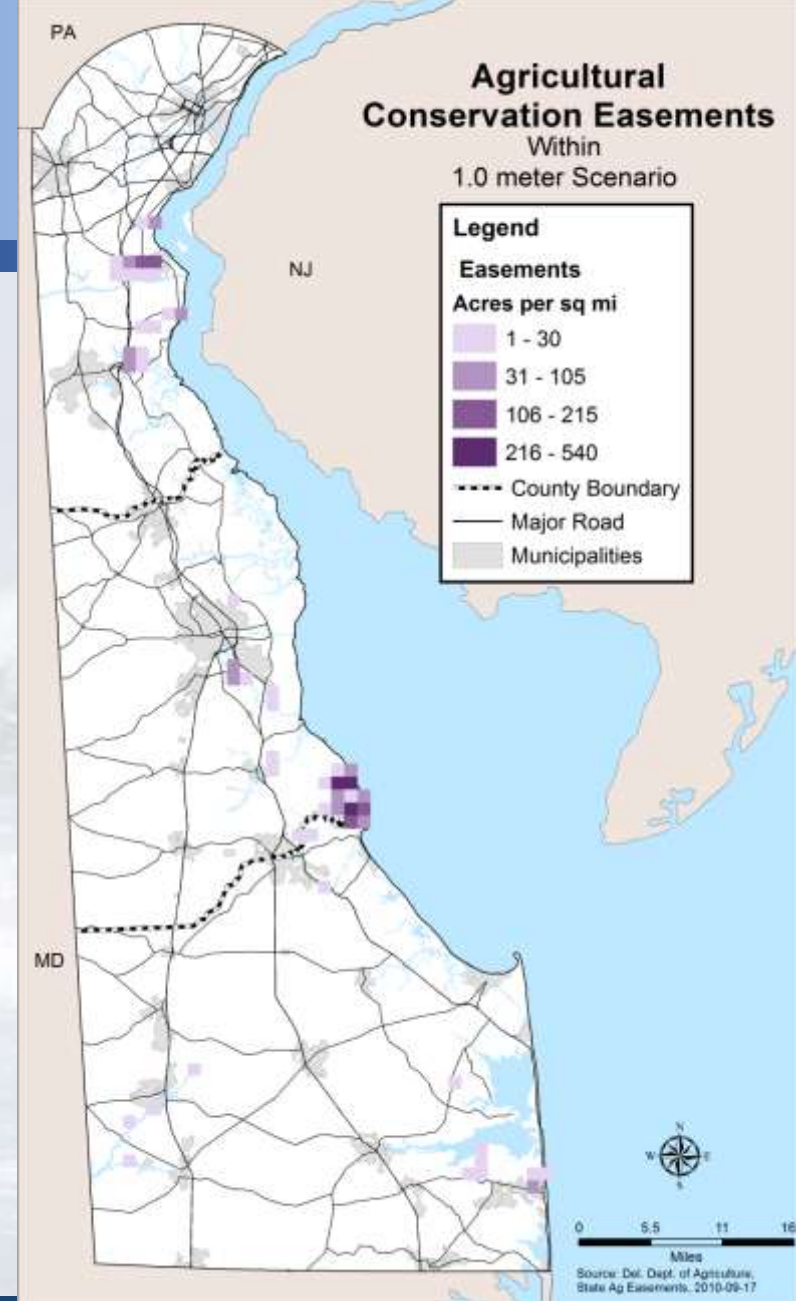 PA
Agricultural
Conservation Easements
Within
1.0 meter Scenario
NJ
Legend
Easements
Acres per sq mi
1 - 30
31 - 105
106 - 215
216 - 540
County Boundary
Major Road
Municipalities
MD
N
W E
S
0 5.5 11 16
Miles
Source: Del. Dept. of Agriculture,
State Ag Easements, 2010-09-17